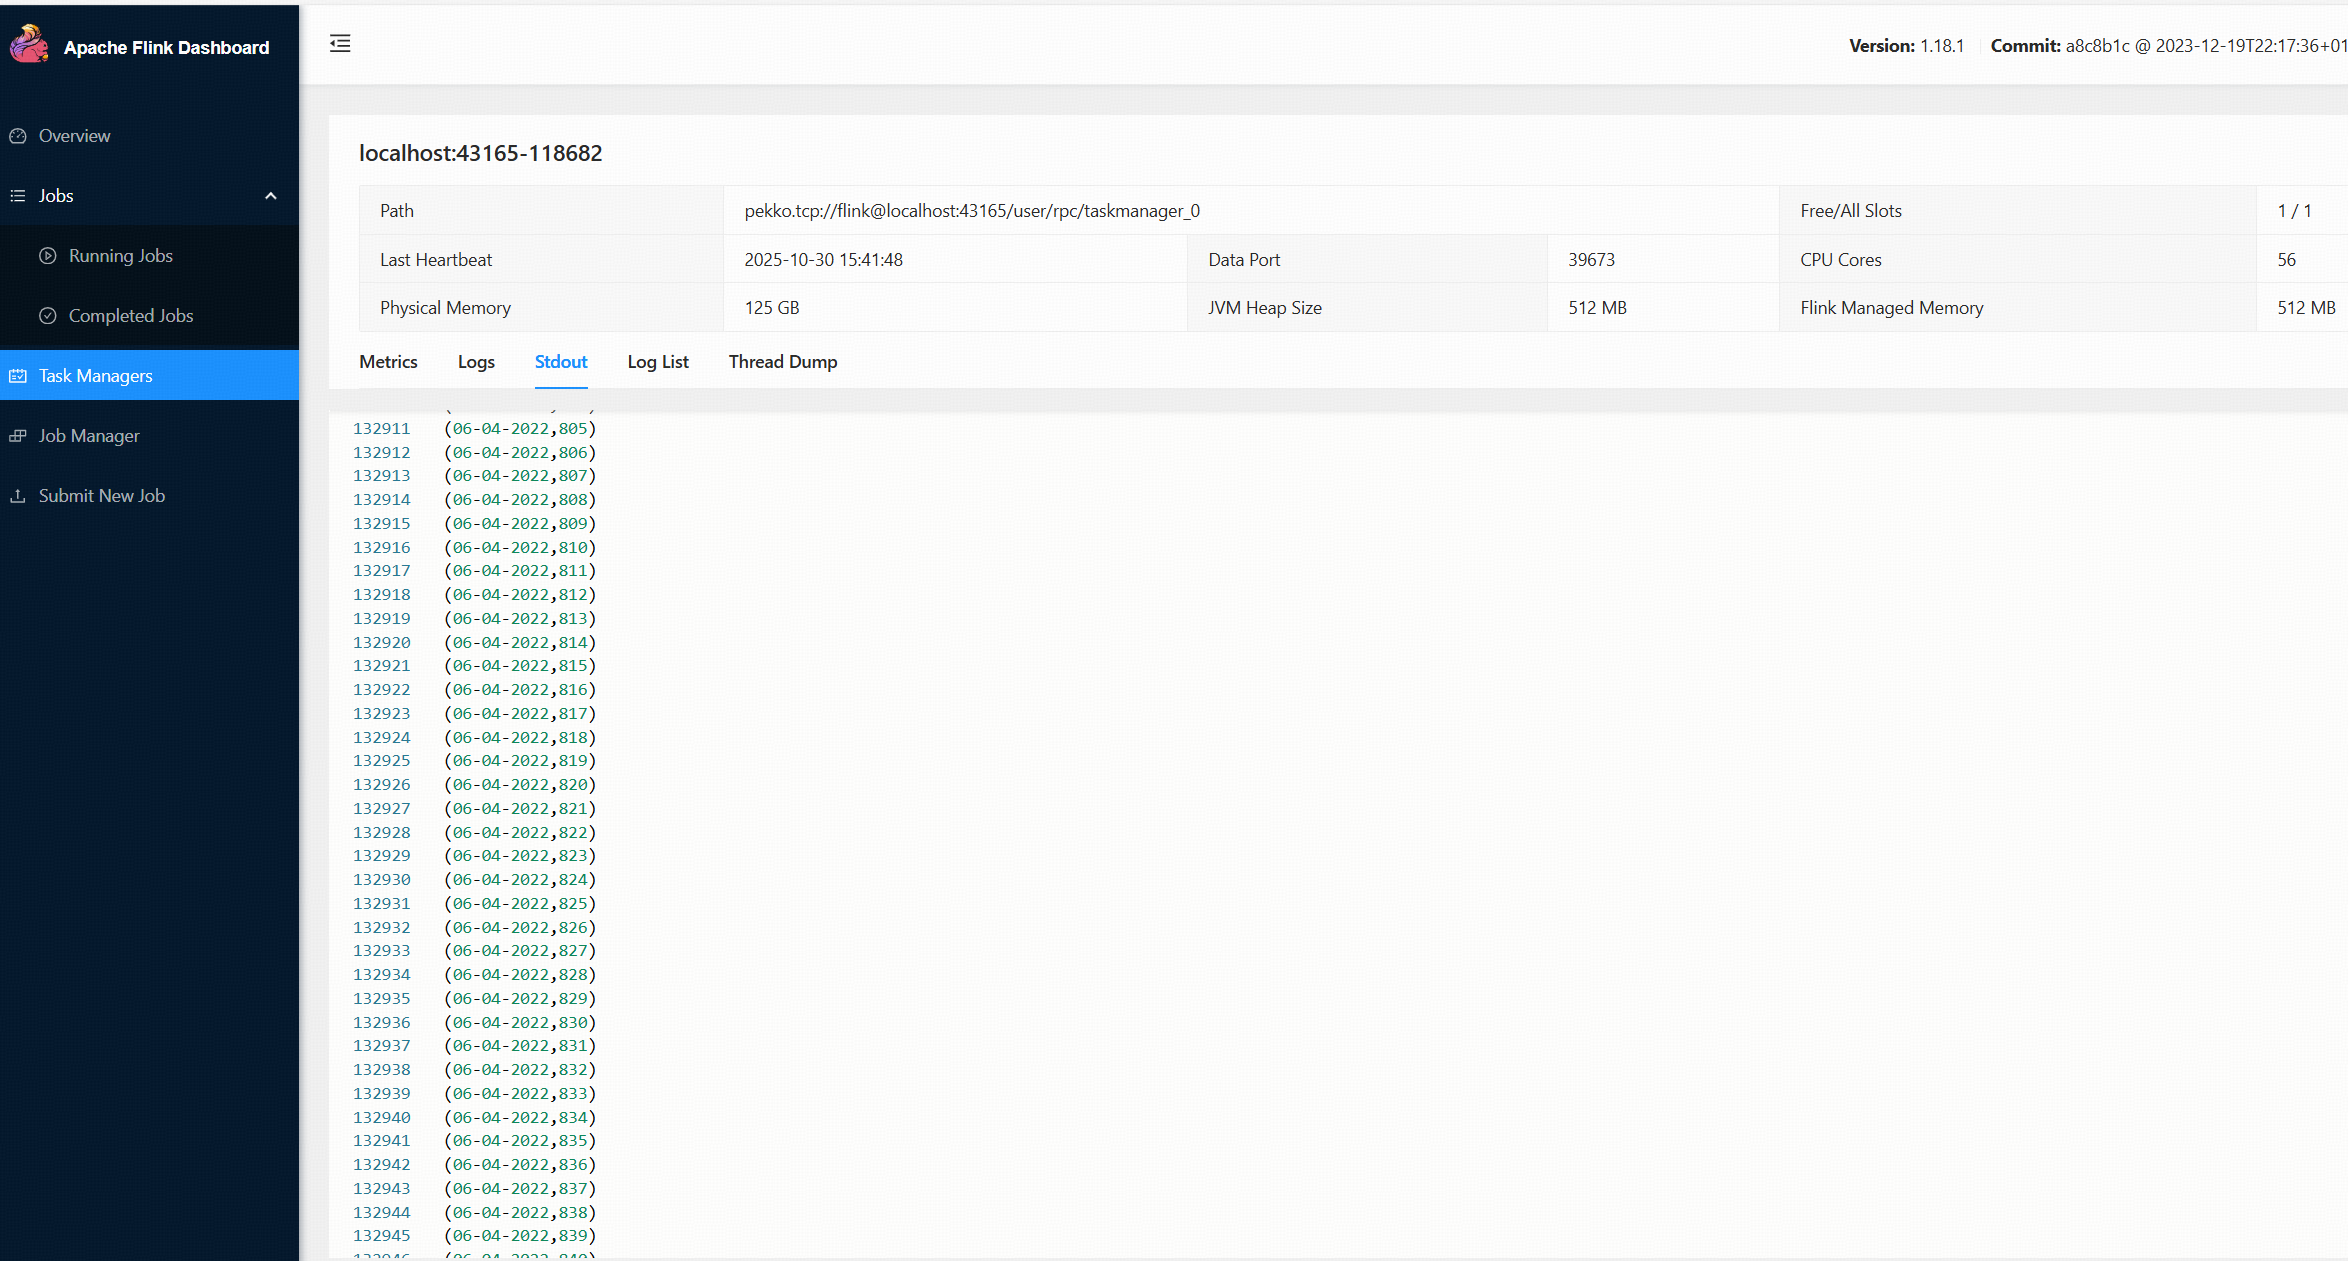 Apache Flink Dashboard
Version: 1.18.1 Commit: a8c8b1c @ 2023-12-19T22:17:36+01
Overview
Jobs
Running Jobs
Completed Jobs
Task Managers
Job Manager
Submit New Job
localhost:43165-118682
Path pekko.tcp://flink@localhost:43165/user/rpc/taskmanager_0 Free/All Slots 1 / 1
Last Heartbeat 2025-10-30 15:41:48 Data Port 39673 CPU Cores 56
Physical Memory 125 GB JVM Heap Size 512 MB Flink Managed Memory 512 MB
Metrics Logs Stdout Log List Thread Dump
132911 (06-04-2022,805)
132912 (06-04-2022,806)
132913 (06-04-2022,807)
132914 (06-04-2022,808)
132915 (06-04-2022,809)
132916 (06-04-2022,810)
132917 (06-04-2022,811)
132918 (06-04-2022,812)
132919 (06-04-2022,813)
132920 (06-04-2022,814)
132921 (06-04-2022,815)
132922 (06-04-2022,816)
132923 (06-04-2022,817)
132924 (06-04-2022,818)
132925 (06-04-2022,819)
132926 (06-04-2022,820)
132927 (06-04-2022,821)
132928 (06-04-2022,822)
132929 (06-04-2022,823)
132930 (06-04-2022,824)
132931 (06-04-2022,825)
132932 (06-04-2022,826)
132933 (06-04-2022,827)
132934 (06-04-2022,828)
132935 (06-04-2022,829)
132936 (06-04-2022,830)
132937 (06-04-2022,831)
132938 (06-04-2022,832)
132939 (06-04-2022,833)
132940 (06-04-2022,834)
132941 (06-04-2022,835)
132942 (06-04-2022,836)
132943 (06-04-2022,837)
132944 (06-04-2022,838)
132945 (06-04-2022,839)